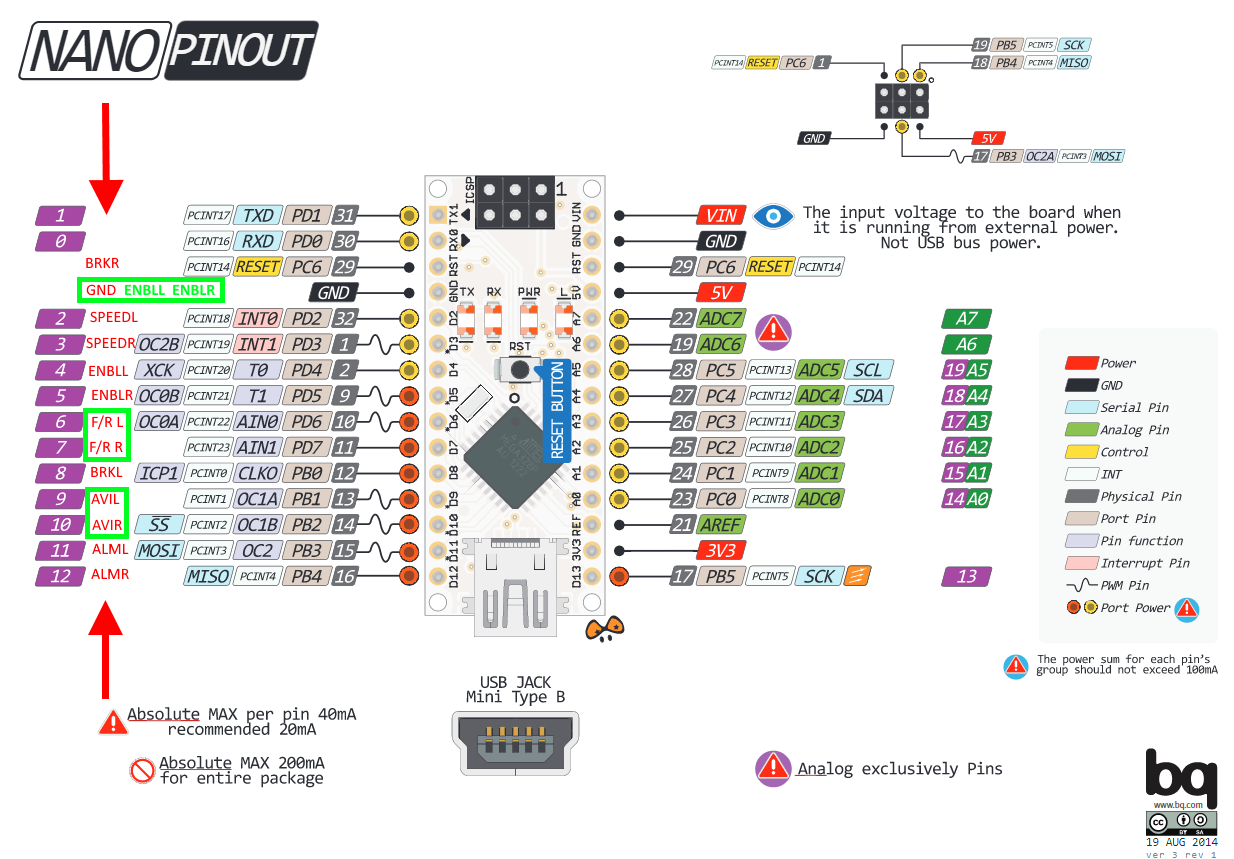 NANO PINOUT
PCINT14 RESET PC6 1
19 PB5 PCINT5 SCK
18 PB4 PCINT4 MISO
GND
5V
17 PB3 OC2A PCINT3 MOSI
1 PCINT17 TXD PD1 31
0 PCINT16 RXD PD0 30
BRKR PCINT14 RESET PC6 29
GND ENBLL ENBLR GND
2 SPEEDL PCINT18 INT0 PD2 32
3 SPEEDR OC2B PCINT19 INT1 PD3 1
4 ENBLL XCK PCINT20 T0 PD4 2
5 ENBLR OC0B PCINT21 T1 PD5 9
6 F/R L OC0A PCINT22 AIN0 PD6 10
7 F/R R PCINT23 AIN1 PD7 11
8 BRKL ICP1 PCINT0 CLKO PB0 12
9 AVIL PCINT1 OC1A PB1 13
10 AVIR SS PCINT2 OC1B PB2 14
11 ALML MOSI PCINT3 OC2 PB3 15
12 ALMR MISO PCINT4 PB4 16
ICSP 1
TX1 VIN
RX0 GND
RST RST
GND 5V
D2 A7
D3 A6
D4 A5
D5 A4
D6 A3
D7 A2
D8 A1
D9 A0
D10 REF
D11 3V3
D12 D13
TX RX PWR L
RST
RESET BUTTON
VIN
GND
29 PC6 RESET PCINT14
5V
22 ADC7 A7
19 ADC6 A6
28 PC5 PCINT13 ADC5 SCL 19 A5
27 PC4 PCINT12 ADC4 SDA 18 A4
26 PC3 PCINT11 ADC3 17 A3
25 PC2 PCINT10 ADC2 16 A2
24 PC1 PCINT9 ADC1 15 A1
23 PC0 PCINT8 ADC0 14 A0
21 AREF
3V3
17 PB5 PCINT5 SCK 13
The input voltage to the board when
it is running from external power.
Not USB bus power.
Power
GND
Serial Pin
Analog Pin
Control
INT
Physical Pin
Port Pin
Pin function
Interrupt Pin
PWM Pin
Port Power
The power sum for each pin's
group should not exceed 100mA
USB JACK
Mini Type B
Absolute MAX per pin 40mA
recommended 20mA
Absolute MAX 200mA
for entire package
Analog exclusively Pins
bq
www.bq.com
cc BY SA
19 AUG 2014
ver 3 rev 1